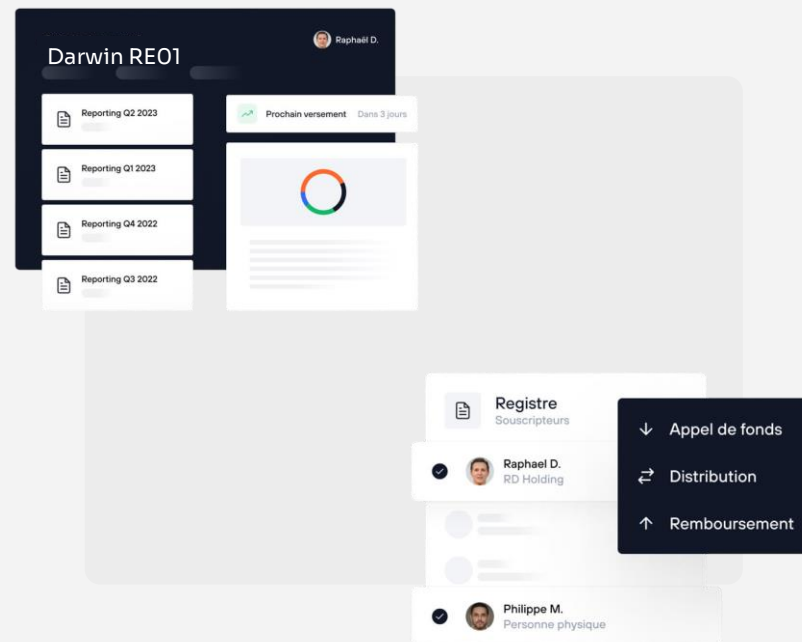 Raphaël D.
Darwin RE01
Reporting Q2 2023
Reporting Q1 2023
Reporting Q4 2022
Reporting Q3 2022
Prochain versement Dans 3 jours
Registre
Souscripteurs
Raphael D.
RD Holding
Philippe M.
Personne physique
Appel de fonds
Distribution
Remboursement